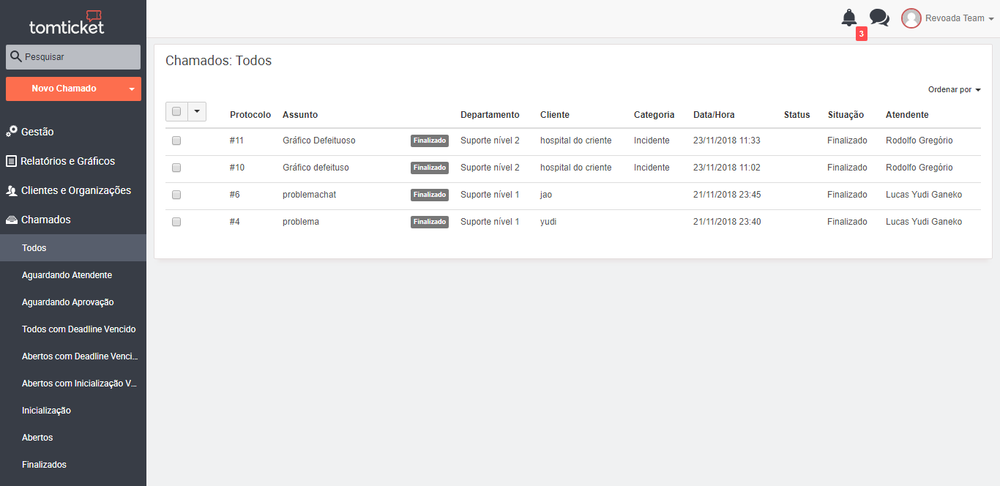 tomticket
3
Revoada Team
Pesquisar
Novo Chamado
Gestão
Relatórios e Gráficos
Clientes e Organizações
Chamados
Todos
Aguardando Atendente
Aguardando Aprovação
Todos com Deadline Vencido
Abertos com Deadline Venci...
Abertos com Inicialização V...
Inicialização
Abertos
Finalizados
Chamados: Todos
Ordenar por
Protocolo Assunto Departamento Cliente Categoria Data/Hora Status Situação Atendente
#11 Gráfico Defeituoso Finalizado Suporte nível 2 hospital do criente Incidente 23/11/2018 11:33 Finalizado Rodolfo Gregório
#10 Gráfico defeituso Finalizado Suporte nível 2 hospital do criente Incidente 23/11/2018 11:02 Finalizado Rodolfo Gregório
#6 problemachat Finalizado Suporte nível 1 jao 21/11/2018 23:45 Finalizado Lucas Yudi Ganeko
#4 problema Finalizado Suporte nível 1 yudi 21/11/2018 23:40 Finalizado Lucas Yudi Ganeko